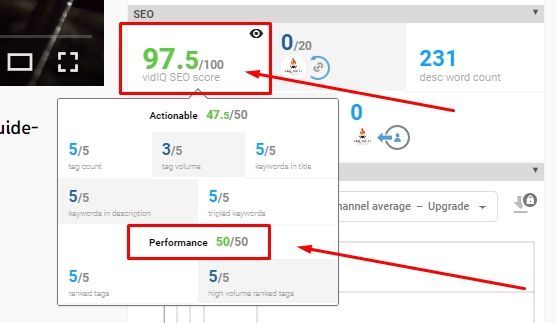 SEO
97.5/100
vidIQ SEO score
0/20
231
desc word count
uide-
Actionable 47.5/50
0
5/5
tag count
3/5
tag volume
5/5
keywords in title
5/5
keywords in description
5/5
tripled keywords
hannel average – Upgrade
Performance 50/50
5/5
ranked tags
5/5
high volume ranked tags